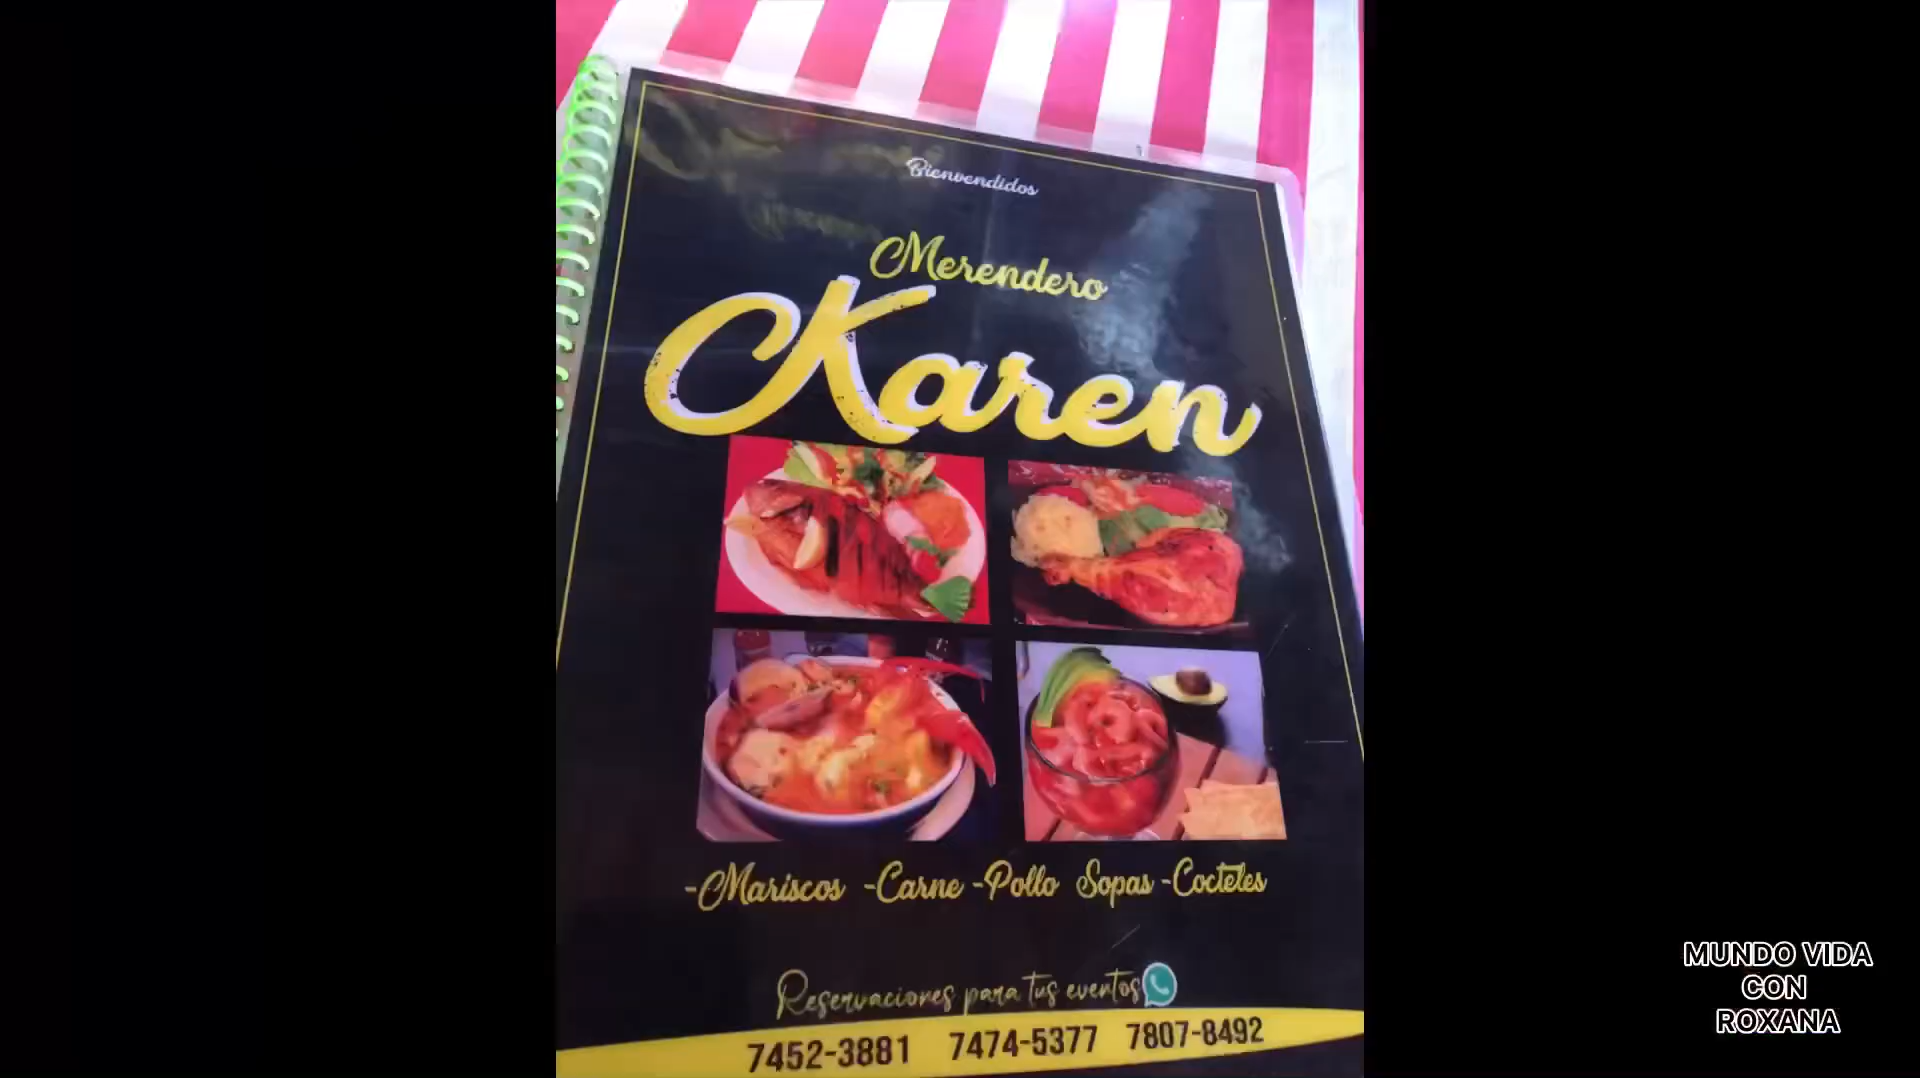 Bienvendidos
Merendero
Karen
-Mariscos -Carne -Pollo Sopas -Cocteles
Reservaciones para tus eventos
7452-3881 7474-5377 7807-8492
MUNDO VIDA
CON
ROXANA